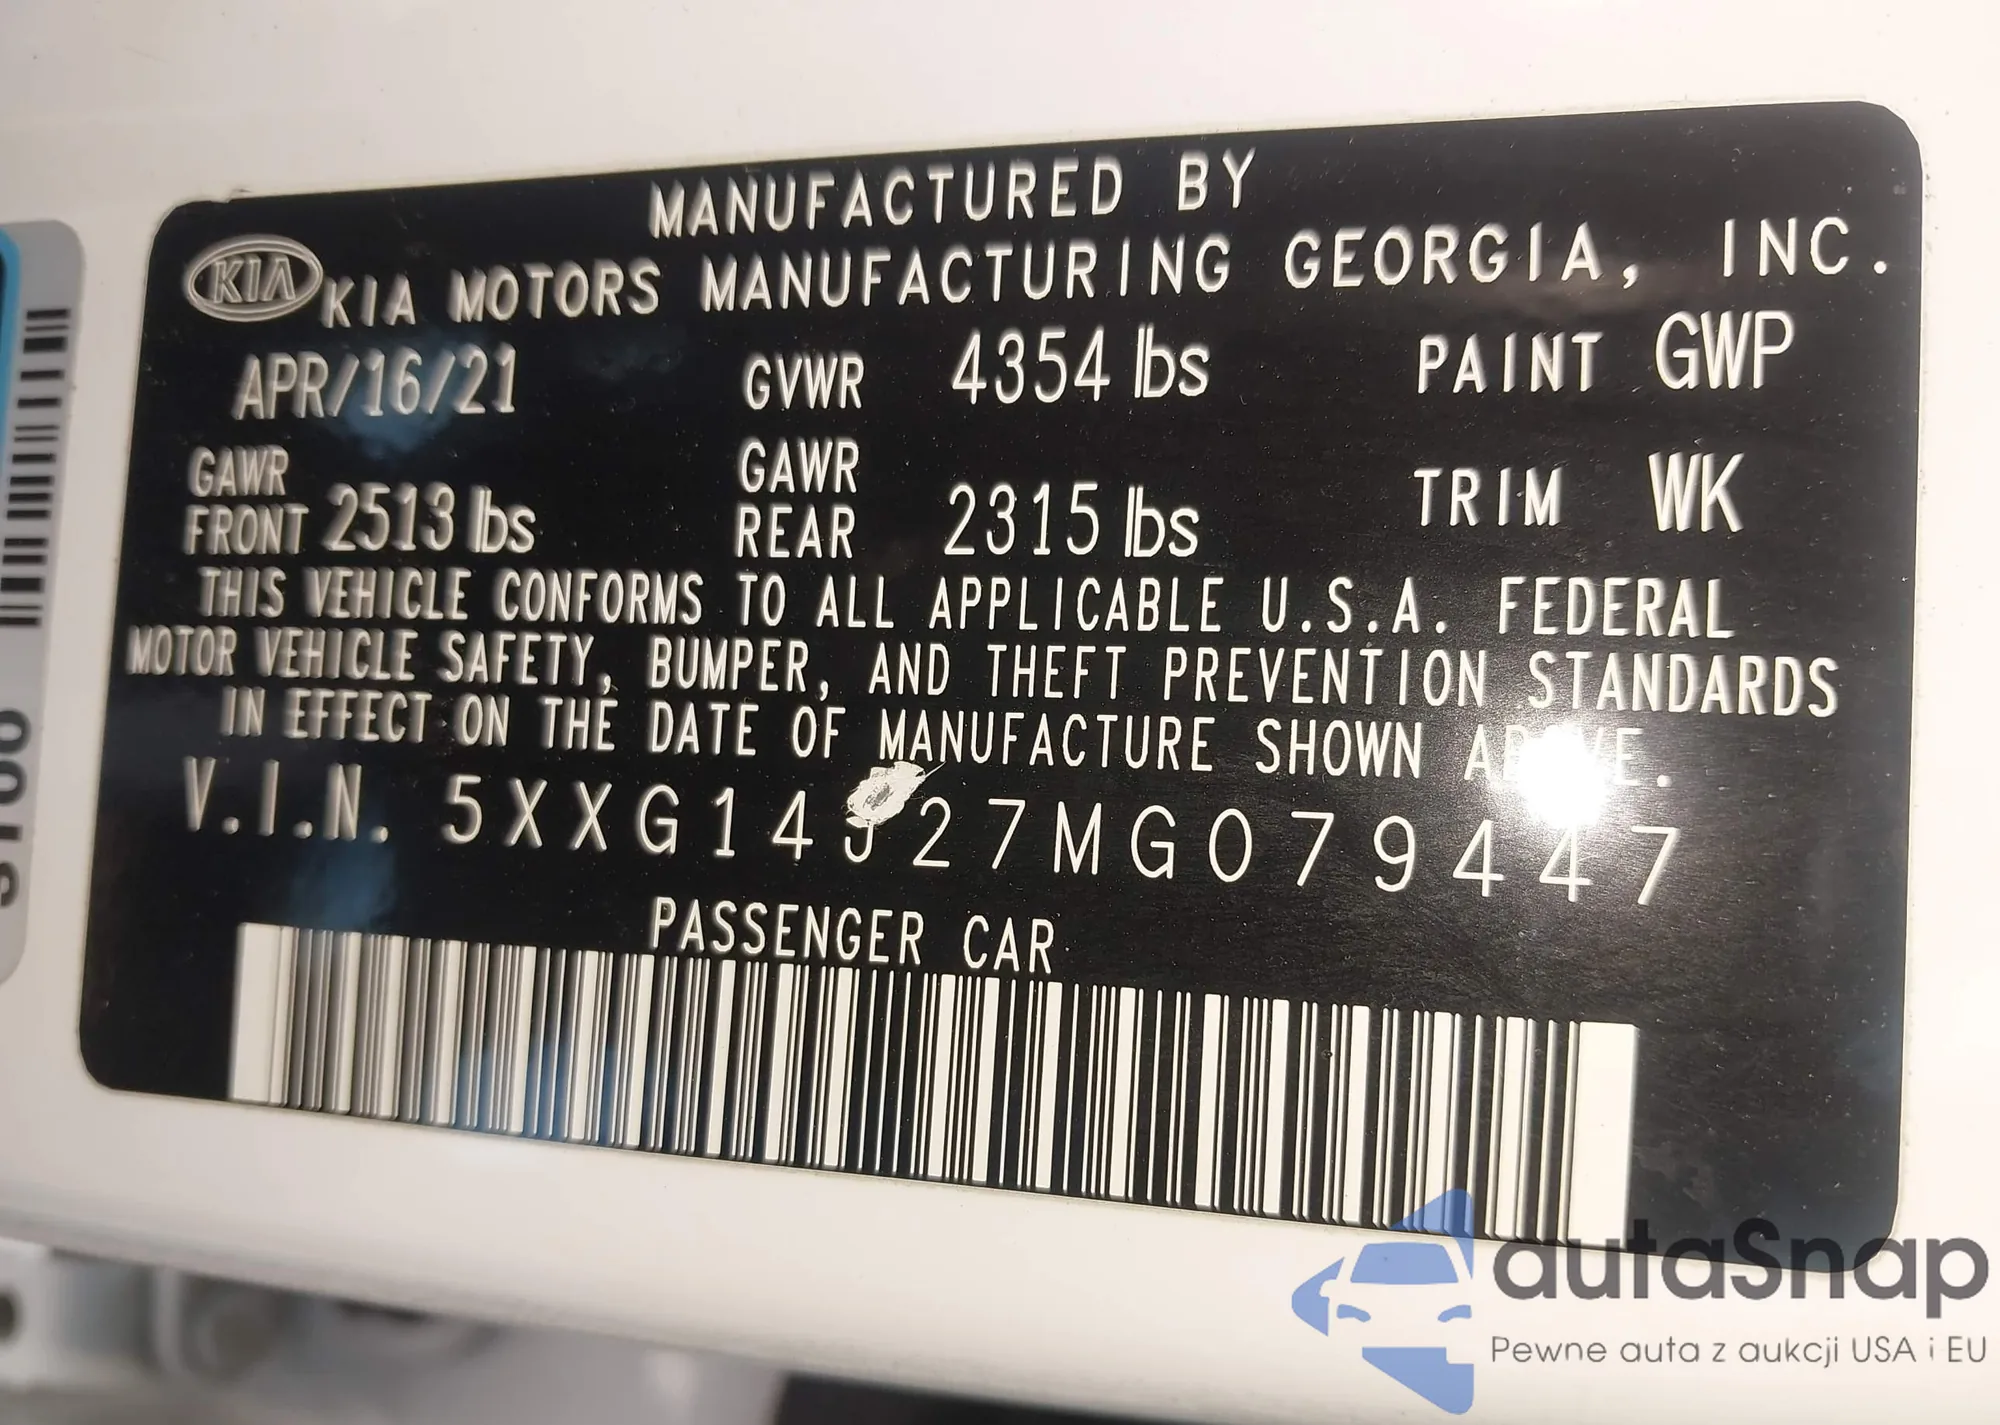 MANUFACTURED BY
KIA KIA MOTORS MANUFACTURING GEORGIA, INC.
APR/16/21 GVWR 4354 lbs PAINT GWP
GAWR FRONT 2513 lbs GAWR REAR 2315 lbs TRIM WK
THIS VEHICLE CONFORMS TO ALL APPLICABLE U.S.A. FEDERAL
MOTOR VEHICLE SAFETY, BUMPER, AND THEFT PREVENTION STANDARDS
IN EFFECT ON THE DATE OF MANUFACTURE SHOWN ABOVE.
V.I.N. 5XXG14J27MG079447
PASSENGER CAR
autaSnap
Pewne auta z aukcji USA i EU